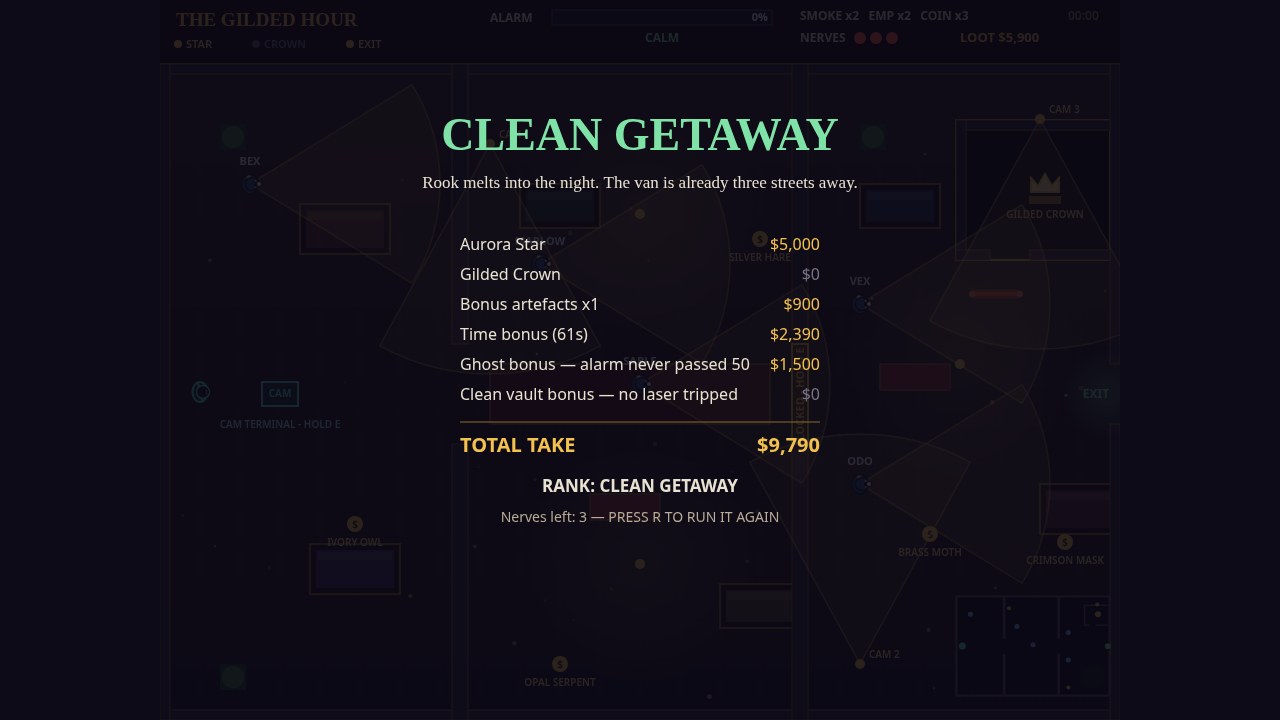 THE GILDED HOUR
ALARM
0%
SMOKE x2 EMP x2 COIN x3
00:00
STAR
CROWN
EXIT
CALM
NERVES
LOOT $5,900
CAM 3
CLEAN GETAWAY
BEX
Rook melts into the night. The van is already three streets away.
GILDED CROWN
Aurora Star $5,000
SILVER HARE
Gilded Crown $0
VEX
Bonus artefacts x1 $900
Time bonus (61s) $2,390
Ghost bonus — alarm never passed 50 $1,500
Clean vault bonus — no laser tripped $0
CAM
EXIT
CAM TERMINAL - HOLD E
TOTAL TAKE $9,790
ODO
RANK: CLEAN GETAWAY
Nerves left: 3 — PRESS R TO RUN IT AGAIN
IVORY OWL
BRASS MOTH
CRIMSON MASK
CAM 2
OPAL SERPENT